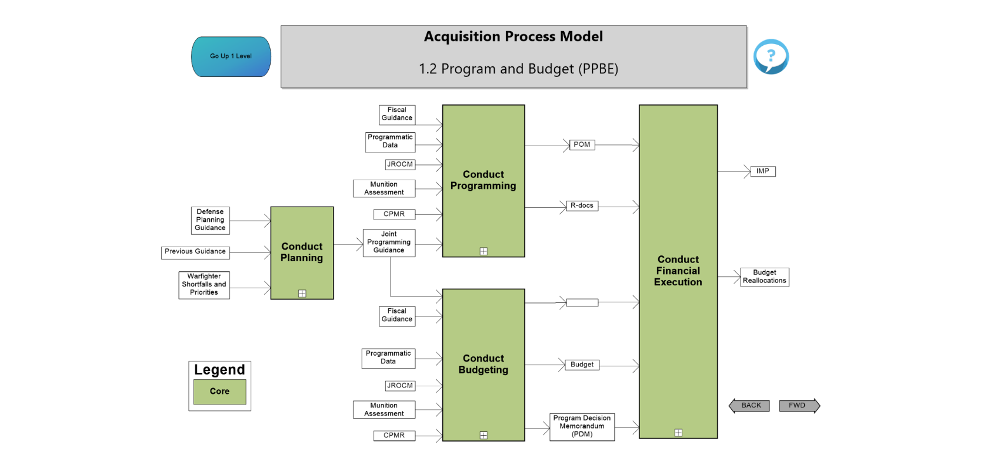 Acquisition Process Model
Go Up 1 Level
?
1.2 Program and Budget (PPBE)
Fiscal
Guidance
Programmatic
Data
JROCM
Munition
Assessment
CPMR
Joint
Programming
Guidance
Defense
Planning
Guidance
Previous Guidance
Warfighter
Shortfalls and
Priorities
Conduct
Planning
Conduct
Programming
POM
R-docs
Conduct
Financial
Execution
IMP
Budget
Reallocations
Fiscal
Guidance
Programmatic
Data
JROCM
Munition
Assessment
CPMR
Conduct
Budgeting
Budget
Program Decision
Memorandum
(PDM)
Legend
Core
BACK
FWD